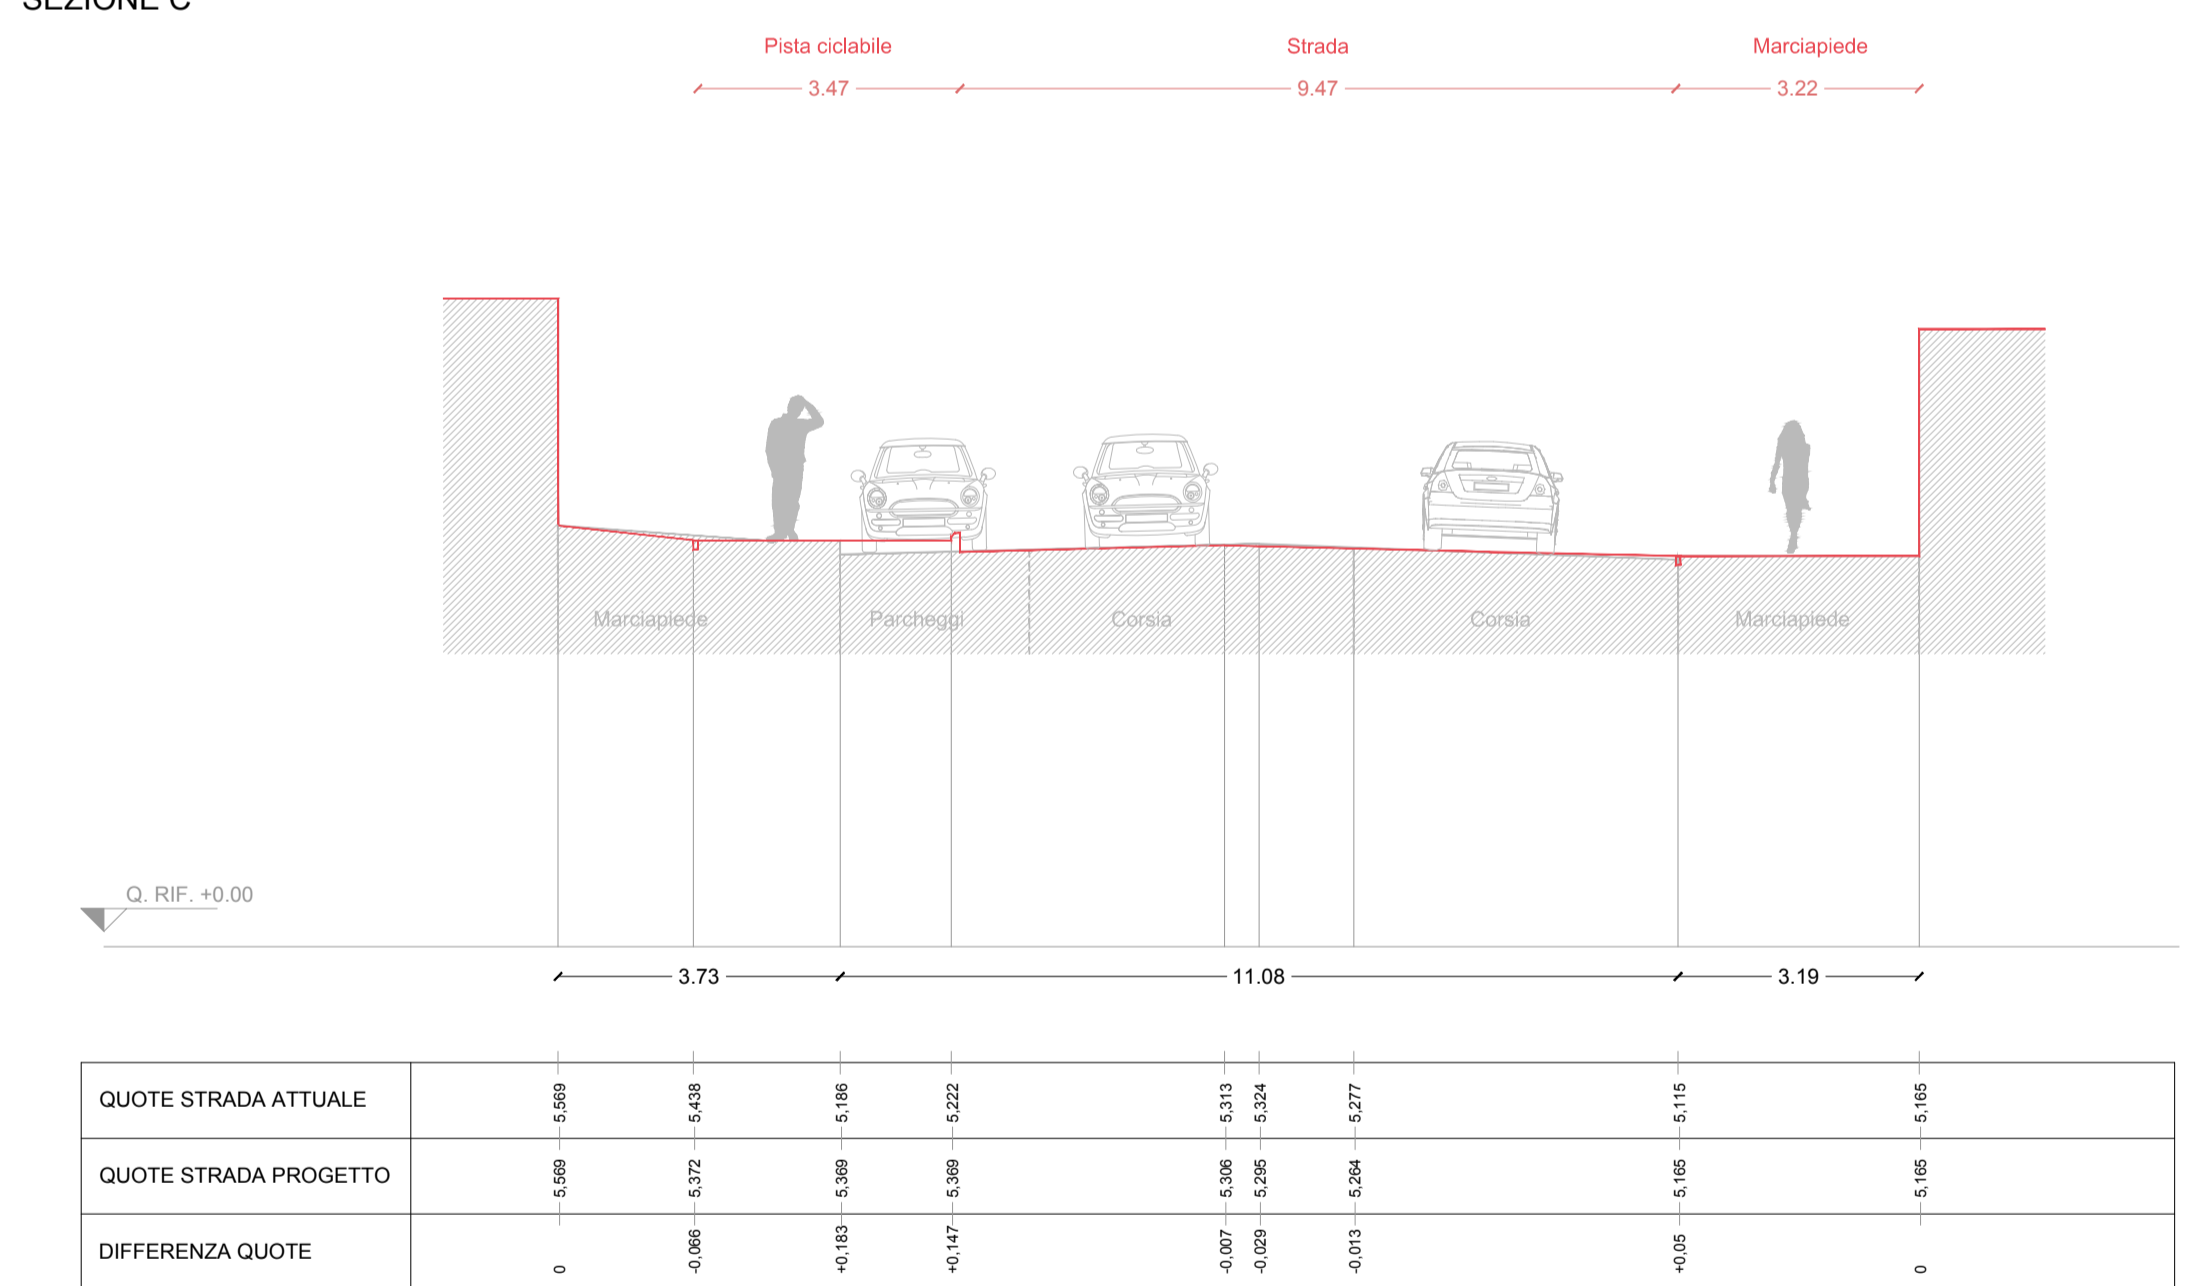 SEZIONE C
Pista ciclabile Strada Marciapiede
3.47 9.47 3.22
Marciapiede Parcheggi Corsia Corsia Marciapiede
Q. RIF. +0.00
3.73 11.08 3.19
QUOTE STRADA ATTUALE 5,569 5,438 5,186 5,222 5,313 5,324 5,277 5,115 5,165
QUOTE STRADA PROGETTO 5,569 5,372 5,369 5,369 5,306 5,295 5,264 5,165 5,165
DIFFERENZA QUOTE 0 -0,066 +0,183 +0,147 -0,007 -0,029 -0,013 +0,05 0